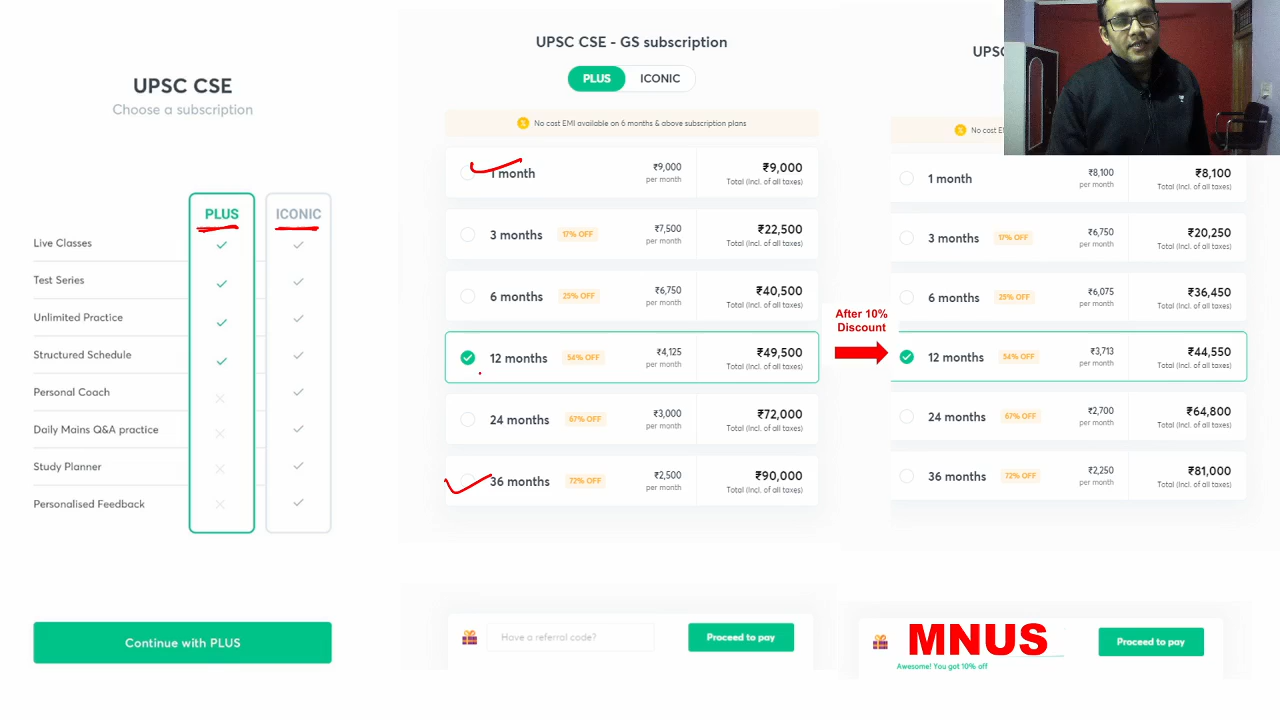 UPSC CSE
Choose a subscription
PLUS
ICONIC
Live Classes
Test Series
Unlimited Practice
Structured Schedule
Personal Coach
Daily Mains Q&A practice
Study Planner
Personalised Feedback
Continue with PLUS
UPSC CSE - GS subscription
PLUS
ICONIC
No cost EMI available on 6 months & above subscription plans
1 month ₹9,000 per month ₹9,000 Total (Incl. of all taxes)
3 months 17% OFF ₹7,500 per month ₹22,500 Total (Incl. of all taxes)
6 months 25% OFF ₹6,750 per month ₹40,500 Total (Incl. of all taxes)
12 months 54% OFF ₹4,125 per month ₹49,500 Total (Incl. of all taxes)
24 months 67% OFF ₹3,000 per month ₹72,000 Total (Incl. of all taxes)
36 months 72% OFF ₹2,500 per month ₹90,000 Total (Incl. of all taxes)
Have a referral code?
Proceed to pay
After 10%
Discount
UPSC
No cost EMI
1 month ₹8,100 per month ₹8,100 Total (Incl. of all taxes)
3 months 17% OFF ₹6,750 per month ₹20,250 Total (Incl. of all taxes)
6 months 25% OFF ₹6,075 per month ₹36,450 Total (Incl. of all taxes)
12 months 54% OFF ₹3,713 per month ₹44,550 Total (Incl. of all taxes)
24 months 67% OFF ₹2,700 per month ₹64,800 Total (Incl. of all taxes)
36 months 72% OFF ₹2,250 per month ₹81,000 Total (Incl. of all taxes)
MNUS
Awesome! You got 10% off
Proceed to pay